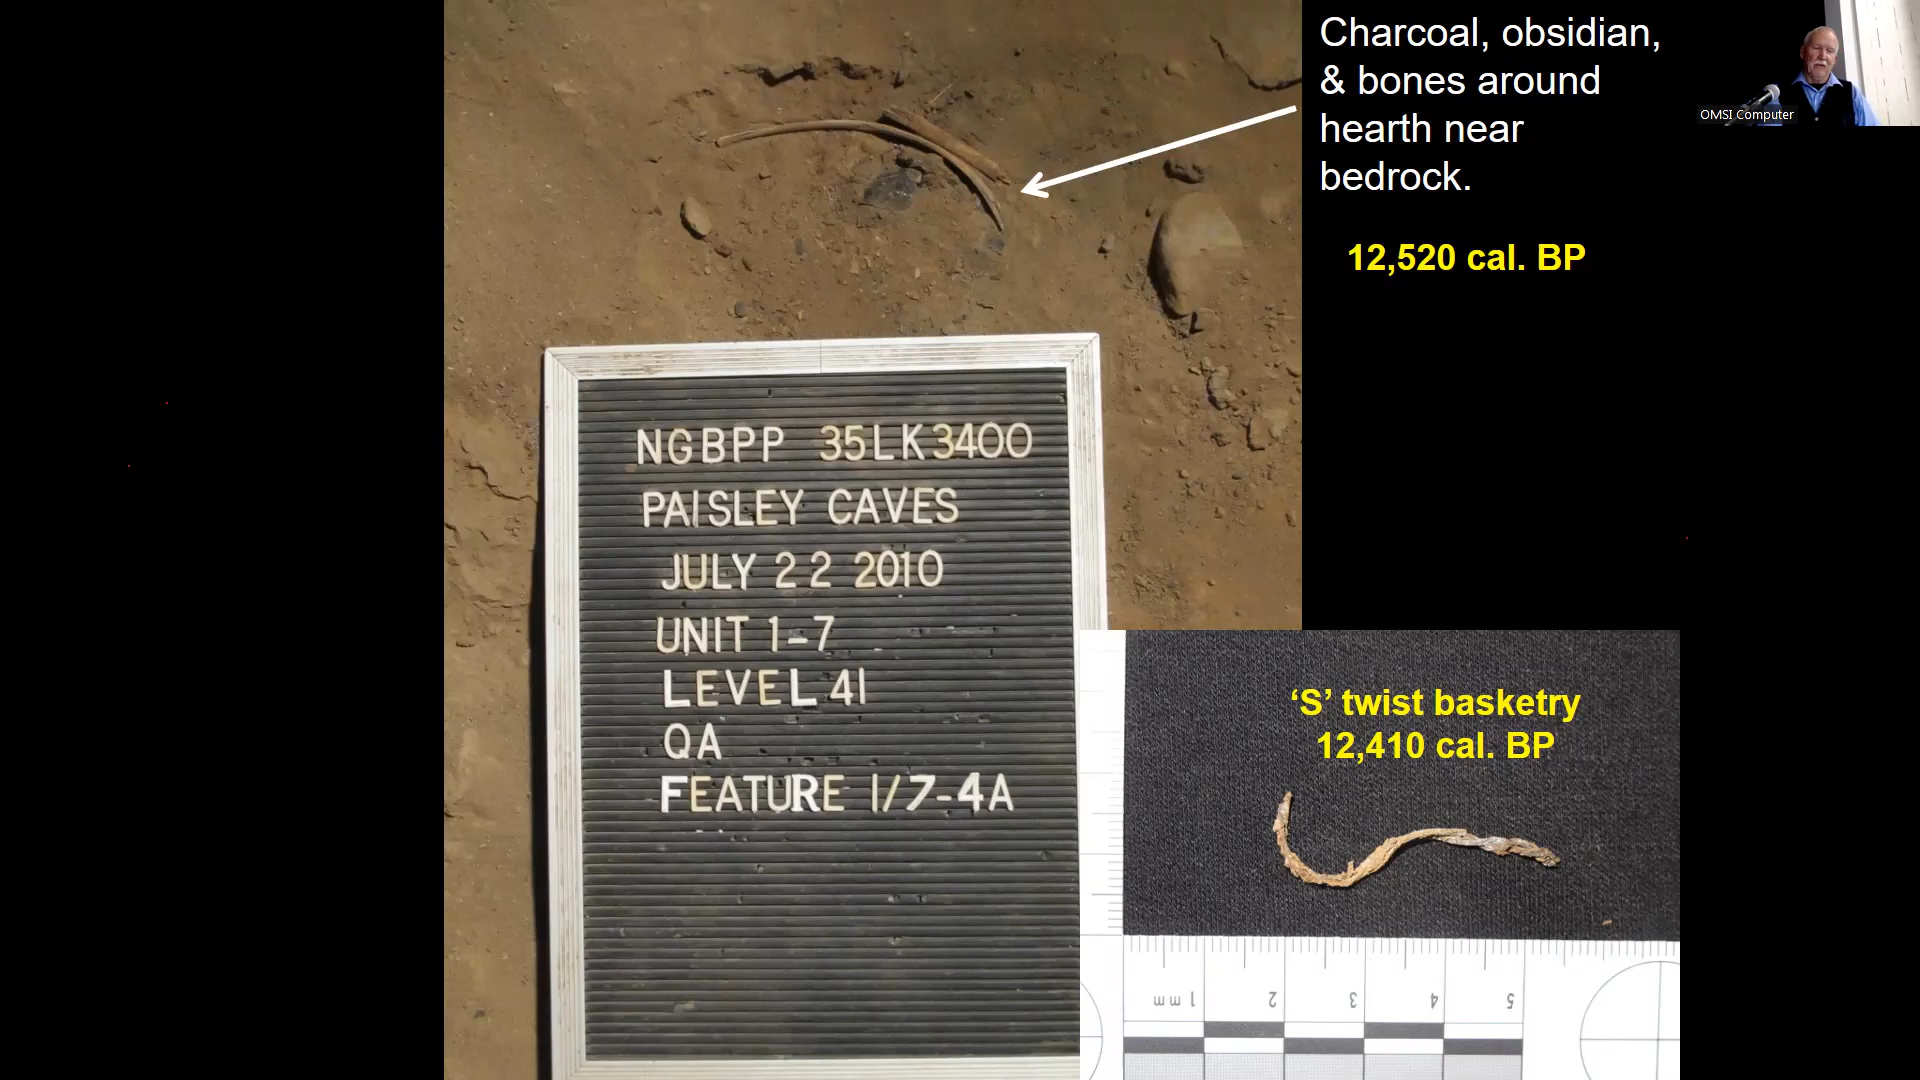 Charcoal, obsidian,
& bones around
hearth near
bedrock.
12,520 cal. BP
OMSI Computer
NGBPP 35LK3400
PAISLEY CAVES
JULY 22 2010
UNIT 1-7
LEVEL 41
QA
FEATURE 1/7-4A
‘S’ twist basketry
12,410 cal. BP
1 mm 2 3 4 5